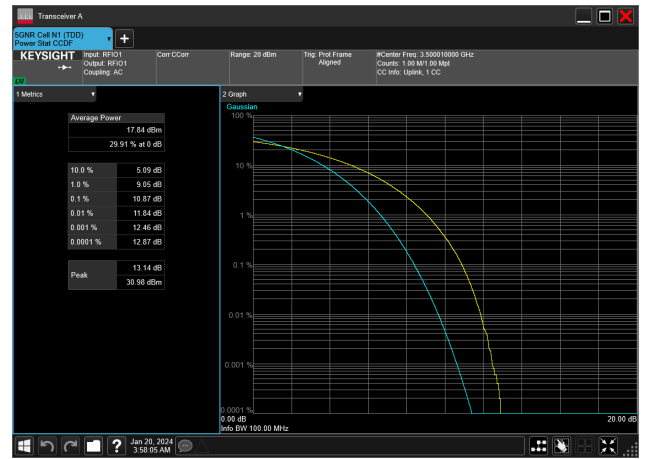 Transceiver A
5GNR Cell N1 (TDD)
Power Stat CCDF
KEYSIGHT
Input: RFIO1
Output: RFIO1
Coupling: AC
Corr CCorr
Range: 20 dBm
Trig: Prot Frame
Aligned
#Center Freq: 3.500010000 GHz
Counts: 1.00 M/1.00 Mpt
CC Info: Uplink, 1 CC
1 Metrics
Average Power
17.84 dBm
29.91 % at 0 dB
10.0 % 5.09 dB
1.0 % 9.05 dB
0.1 % 10.87 dB
0.01 % 11.84 dB
0.001 % 12.46 dB
0.0001 % 12.87 dB
Peak
13.14 dB
30.98 dBm
2 Graph
Gaussian
100 %
10 %
1 %
0.1 %
0.01 %
0.001 %
0.0001 %
0.00 dB
20.00 dB
Info BW 100.00 MHz
?
Jan 20, 2024
3:58:05 AM